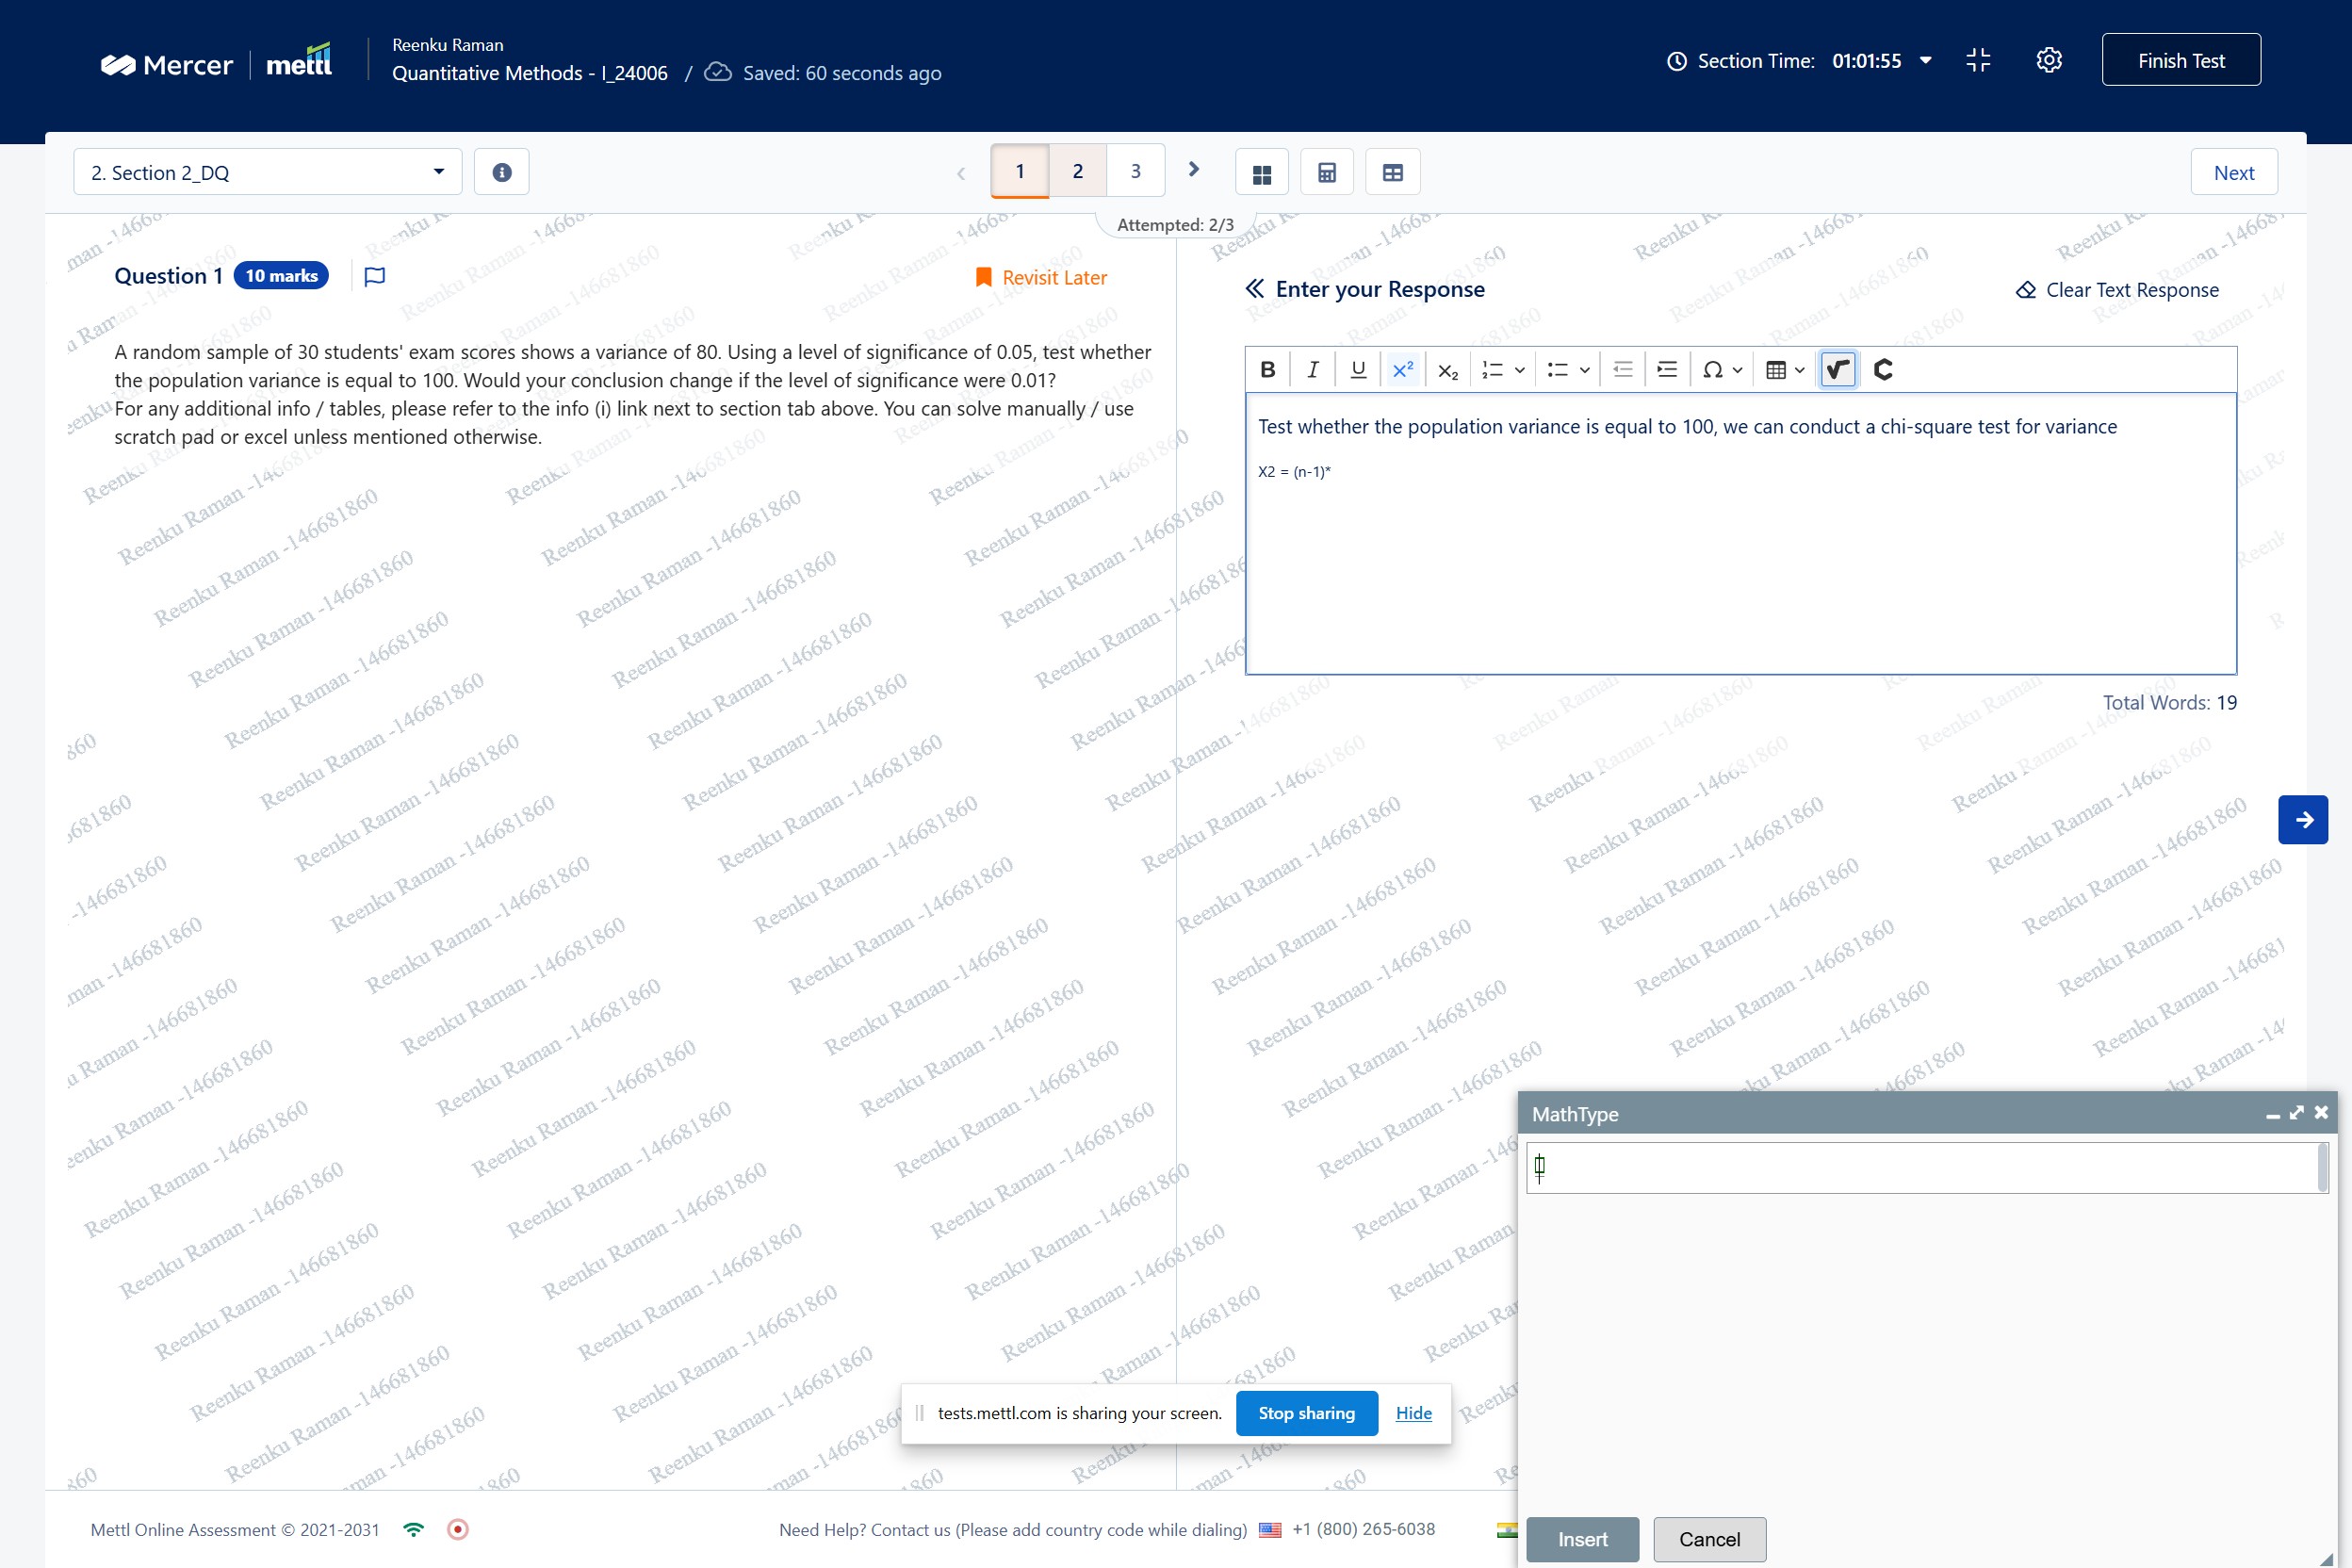 Mercer
mettl
Reenku Raman
Quantitative Methods - I_24006 / Saved: 60 seconds ago
Section Time: 01:01:55
Finish Test
2. Section 2_DQ
1 2 3
Next
Attempted: 2/3
Question 1 10 marks
Revisit Later
A random sample of 30 students' exam scores shows a variance of 80. Using a level of significance of 0.05, test whether
the population variance is equal to 100. Would your conclusion change if the level of significance were 0.01?
For any additional info / tables, please refer to the info (i) link next to section tab above. You can solve manually / use
scratch pad or excel unless mentioned otherwise.
Enter your Response
Clear Text Response
Test whether the population variance is equal to 100, we can conduct a chi-square test for variance
X2 = (n-1)*
Total Words: 19
Reenku Raman -146681860
MathType
Insert
Cancel
tests.mettl.com is sharing your screen.
Stop sharing
Hide
Mettl Online Assessment © 2021-2031
Need Help? Contact us (Please add country code while dialing) +1 (800) 265-6038